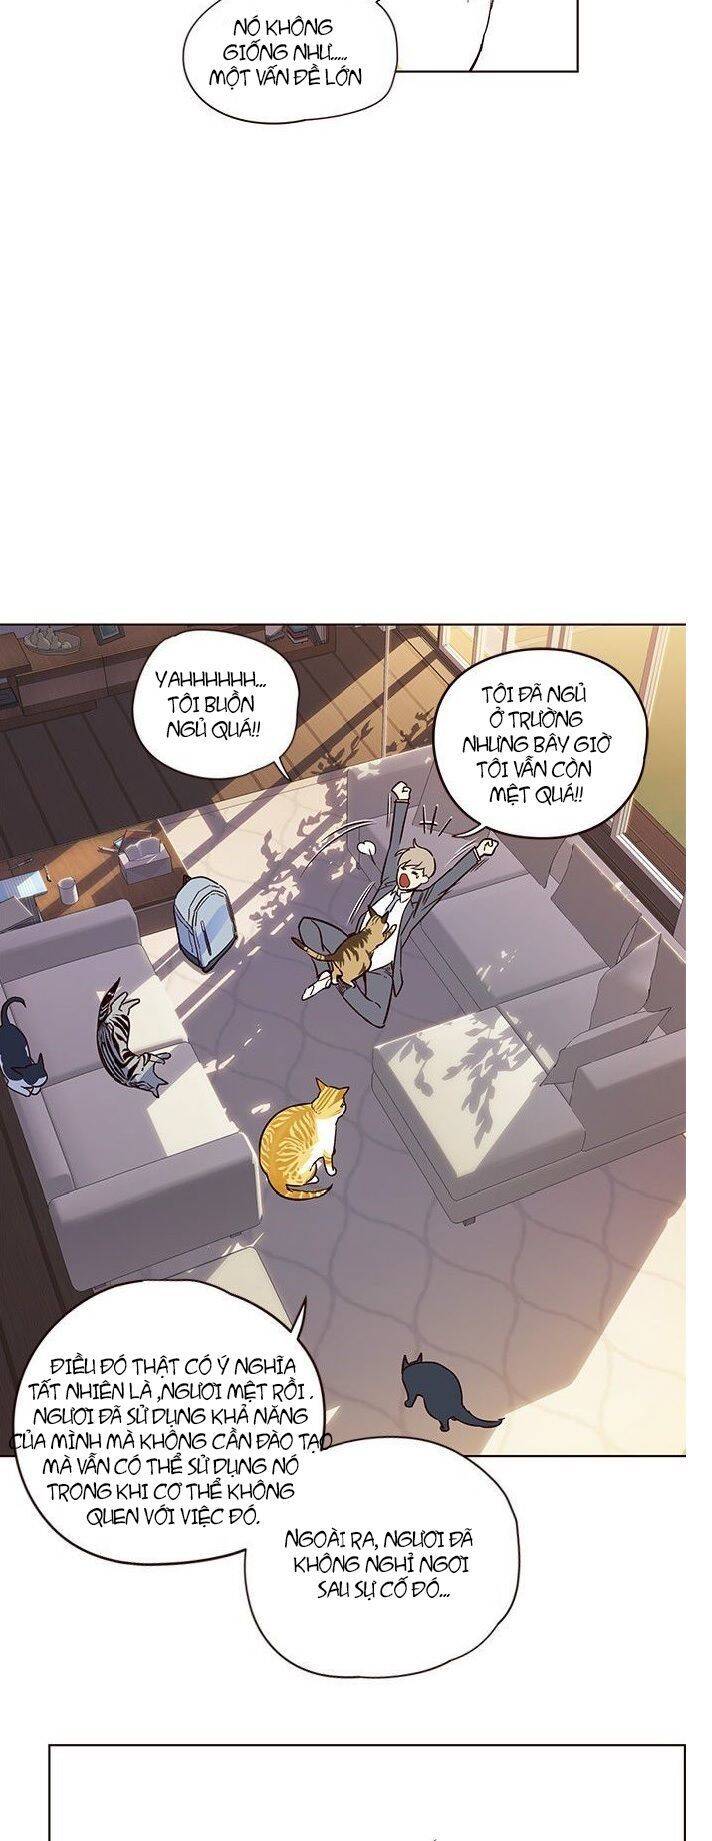 NÓ KHÔNG
GIỐNG NHƯ.....
MỘT VẤN ĐỀ LỚN
YAHHHHHH...
TÔI BUỒN
NGỦ QUÁ!!
TÔI ĐÃ NGỦ
Ở TRƯỜNG
NHƯNG BÂY GIỜ
TÔI VẪN CÒN
MỆT QUÁ!!
ĐIỀU ĐÓ THẬT CÓ Ý NGHĨA
TẤT NHIÊN LÀ ,NGƯƠI MỆT RỒI .
NGƯƠI ĐÃ SỬ DỤNG KHẢ NĂNG
CỦA MÌNH MÀ KHÔNG CẦN ĐÀO TẠO
MÀ VẪN CÓ THỂ SỬ DỤNG NÓ
TRONG KHI CƠ THỂ KHÔNG
QUEN VỚI VIỆC ĐÓ.
NGOÀI RA, NGƯƠI ĐÃ
KHÔNG NGHỈ NGƠI
SAU SỰ CỐ ĐÓ...